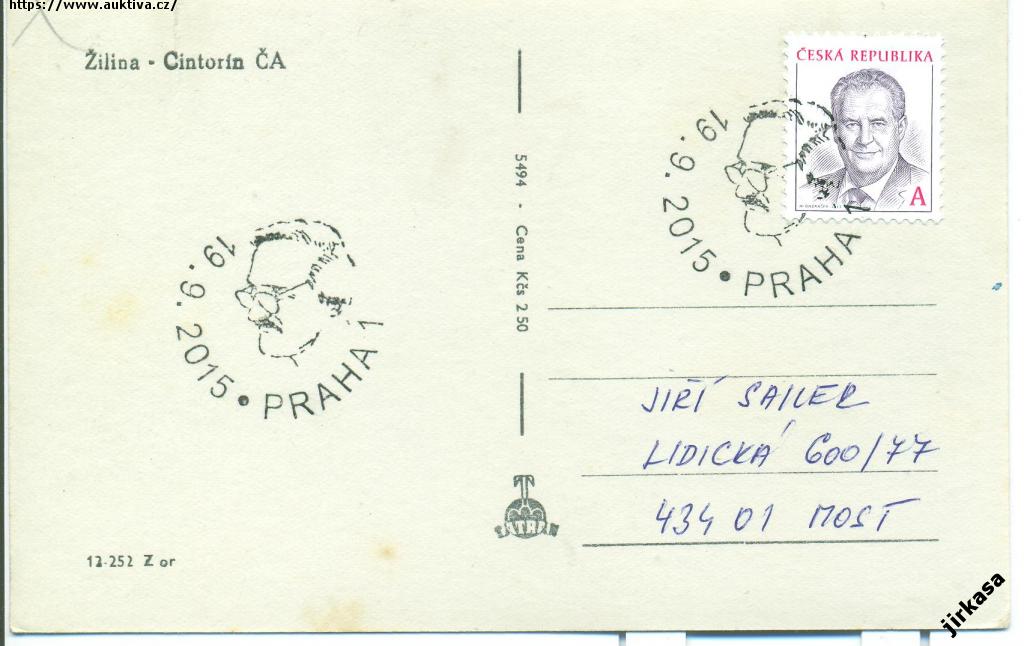 https://www.auktiva.cz/
Žilina - Cintorín ČA
ČESKÁ REPUBLIKA
A
19. 9. 2015 • PRAHA 1
19. 9. 2015 • PRAHA 1
5494 · Cena Kčs 2 50
JIŘÍ SAILER
LIDICKÁ 600/77
434 01 MOST
TATRAN
12-252 Z or
jirkasa